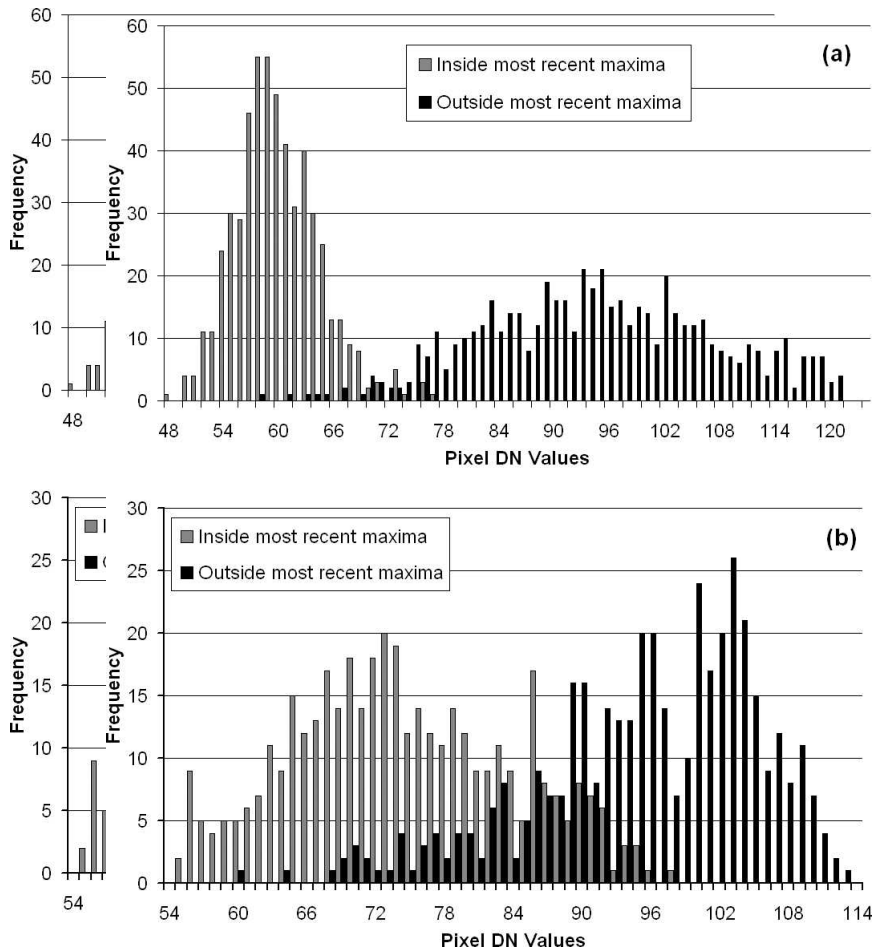 60
60
(a)
Inside most recent maxima
Outside most recent maxima
50
50
40
40
30
30
20
20
10
10
0
0
Frequency
Frequency
48
48 54 60 66 72 78 84 90 96 102 108 114 120
Pixel DN Values
30
30
(b)
Inside most recent maxima
Outside most recent maxima
25
25
20
20
15
15
10
10
5
5
0
0
Frequency
Frequency
54
54 60 66 72 78 84 90 96 102 108 114
Pixel DN Values